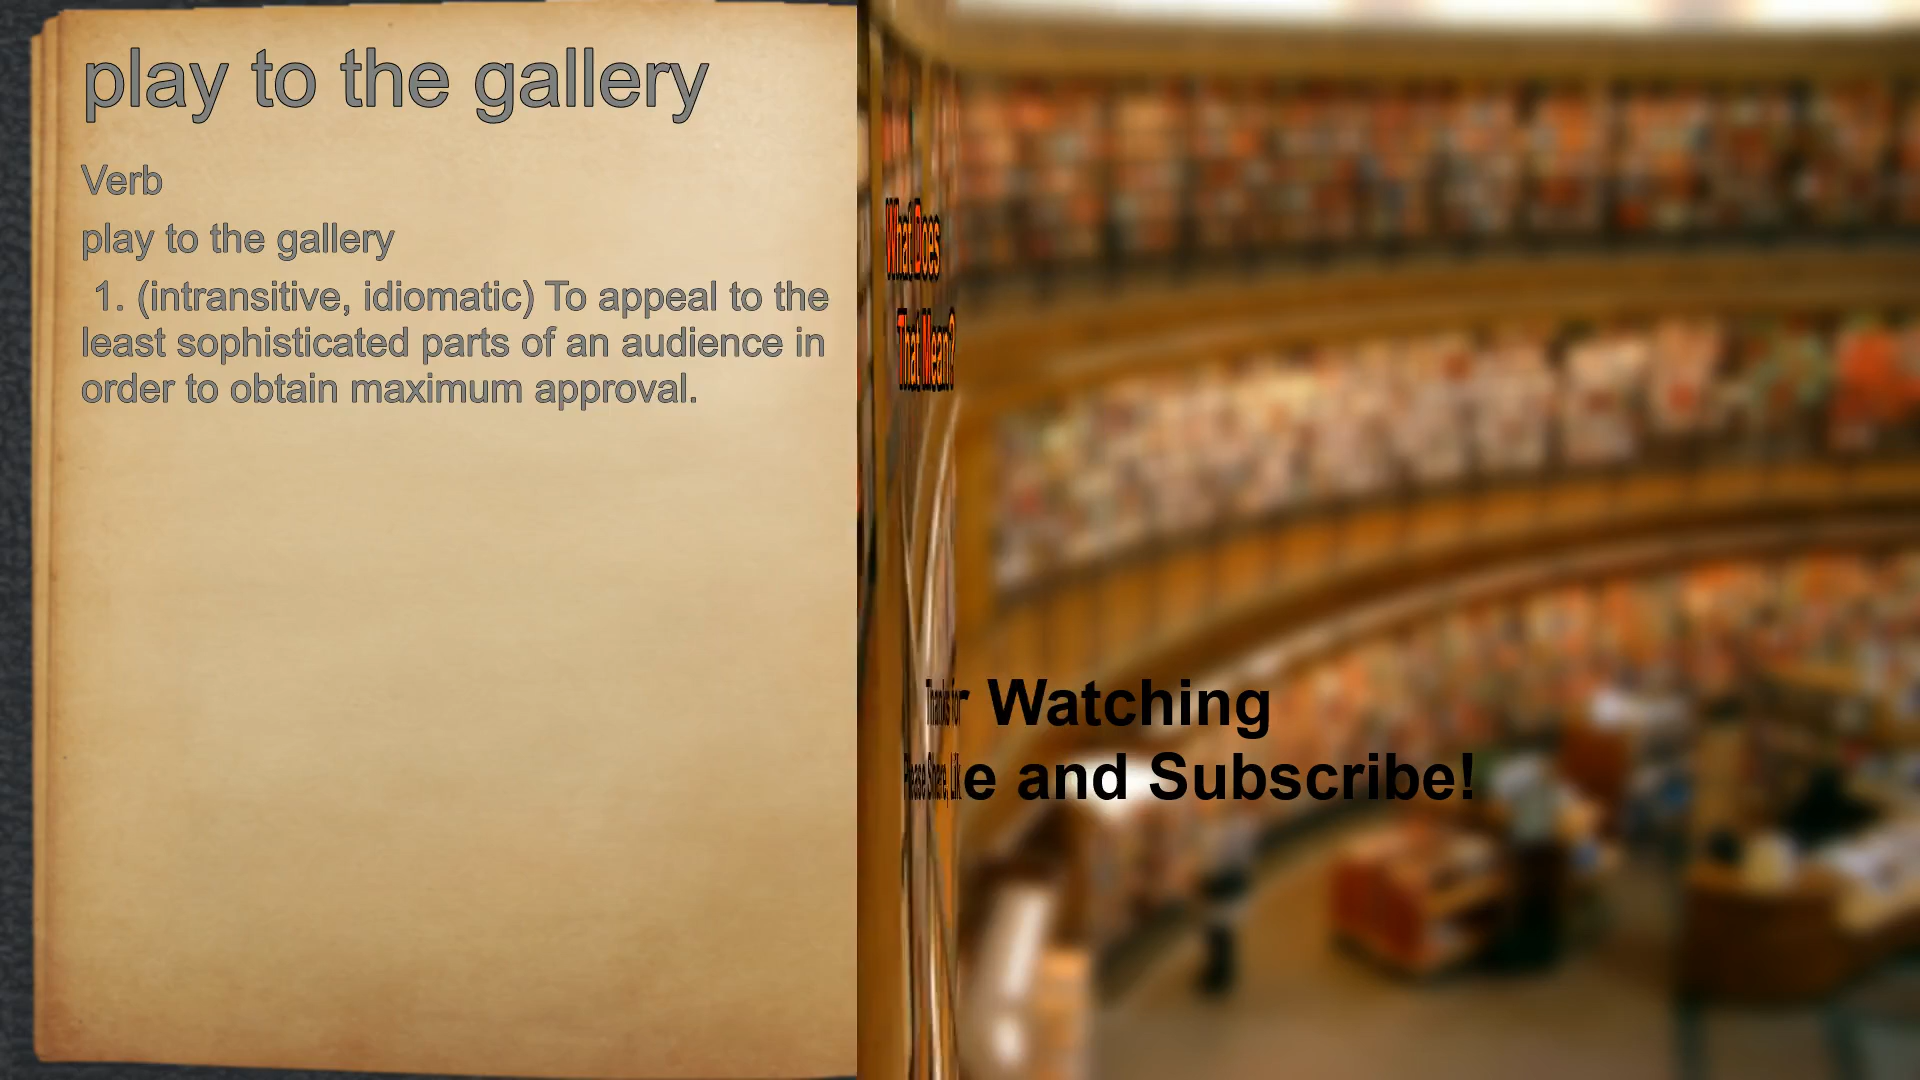 play to the gallery
Verb
play to the gallery
1. (intransitive, idiomatic) To appeal to the
least sophisticated parts of an audience in
order to obtain maximum approval.
What Does
That Mean?
Thanks for Watching
Please Share, Like and Subscribe!